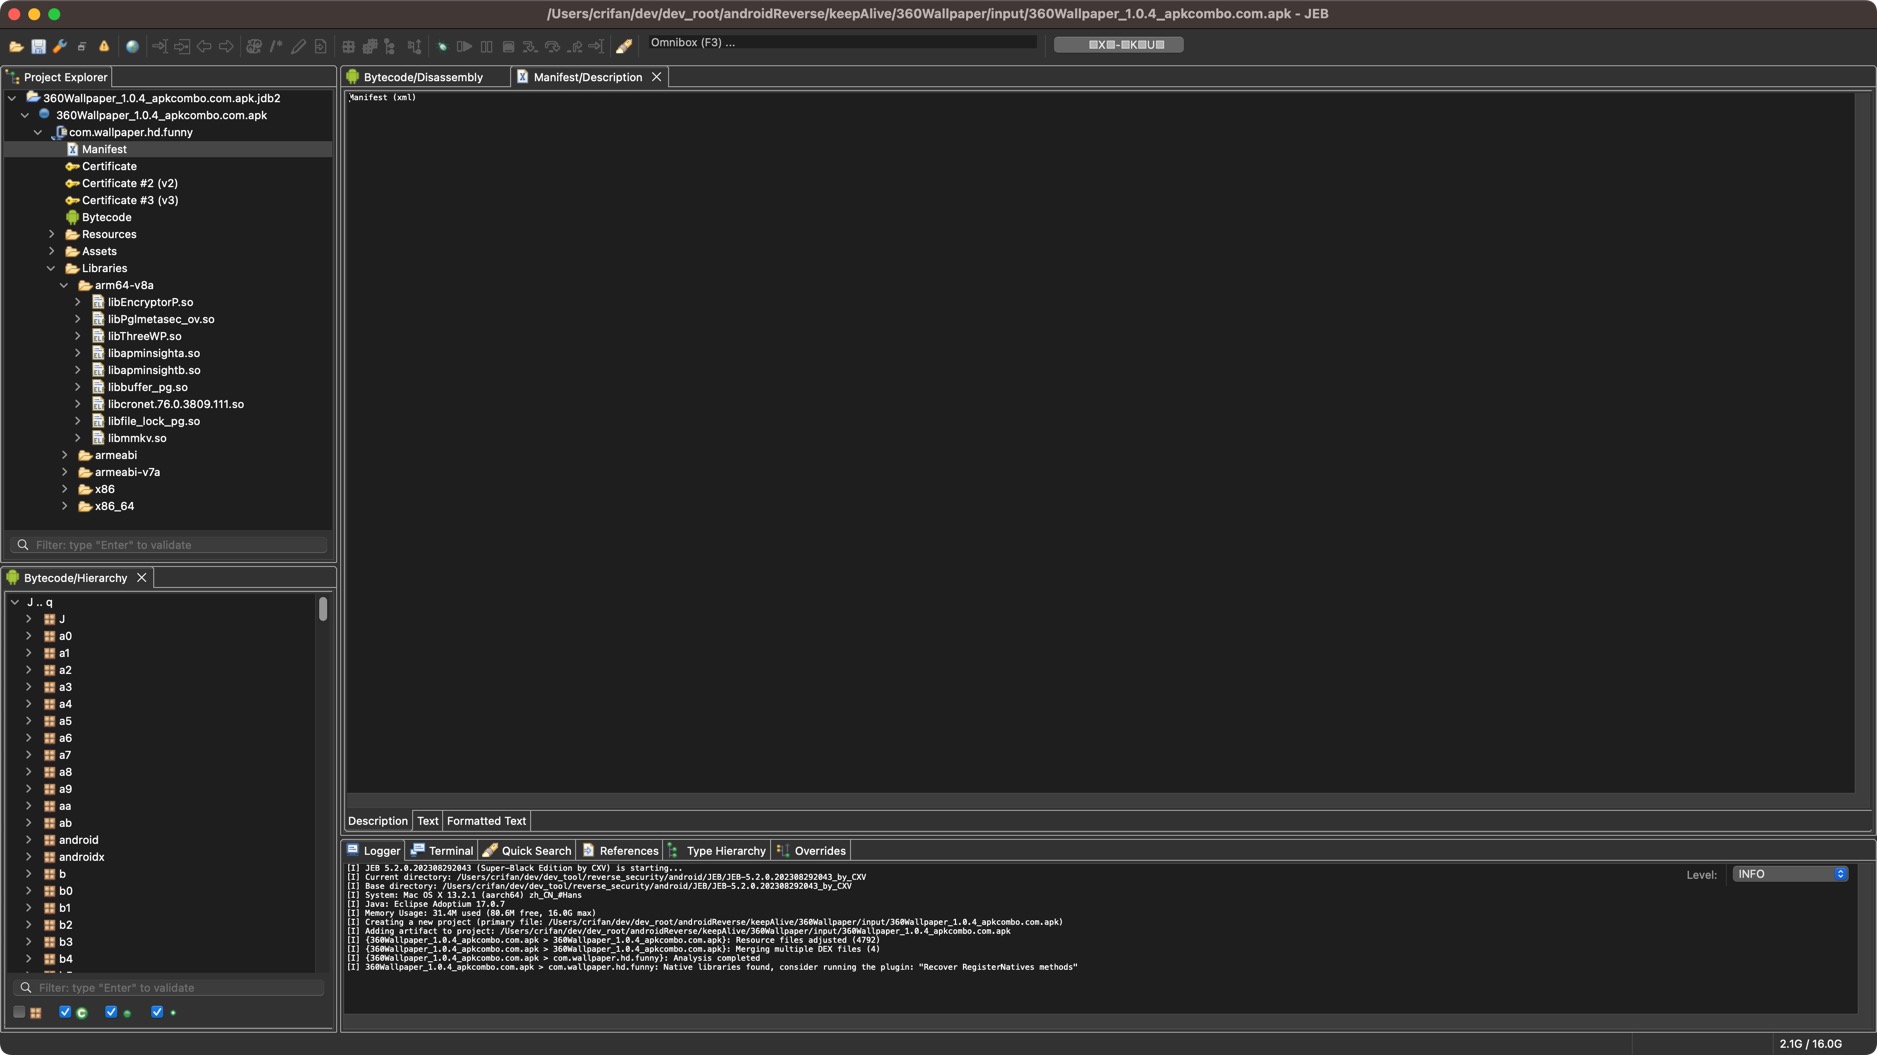 /Users/crifan/dev/dev_root/androidReverse/keepAlive/360Wallpaper/input/360Wallpaper_1.0.4_apkcombo.com.apk - JEB
Omnibox (F3) ...
Project Explorer
360Wallpaper_1.0.4_apkcombo.com.apk.jdb2
360Wallpaper_1.0.4_apkcombo.com.apk
com.wallpaper.hd.funny
Manifest
Certificate
Certificate #2 (v2)
Certificate #3 (v3)
Bytecode
Resources
Assets
Libraries
arm64-v8a
libEncryptorP.so
libPglmetasec_ov.so
libThreeWP.so
libapminsighta.so
libapminsightb.so
libbuffer_pg.so
libcronet.76.0.3809.111.so
libfile_lock_pg.so
libmmkv.so
armeabi
armeabi-v7a
x86
x86_64
Filter: type "Enter" to validate
Bytecode/Hierarchy
J .. q
J
a0
a1
a2
a3
a4
a5
a6
a7
a8
a9
aa
ab
android
androidx
b
b0
b1
b2
b3
b4
Filter: type "Enter" to validate
Bytecode/Disassembly
Manifest/Description
Manifest (xml)
Description
Text
Formatted Text
Logger
Terminal
Quick Search
References
Type Hierarchy
Overrides
[I] JEB 5.2.0.202308292043 (Super-Black Edition by CXV) is starting...
[I] Current directory: /Users/crifan/dev/dev_tool/reverse_security/android/JEB/JEB-5.2.0.202308292043_by_CXV
[I] Base directory: /Users/crifan/dev/dev_tool/reverse_security/android/JEB/JEB-5.2.0.202308292043_by_CXV
[I] System: Mac OS X 13.2.1 (aarch64) zh_CN_#Hans
[I] Java: Eclipse Adoptium 17.0.7
[I] Memory Usage: 31.4M used (80.6M free, 16.0G max)
[I] Creating a new project (primary file: /Users/crifan/dev/dev_root/androidReverse/keepAlive/360Wallpaper/input/360Wallpaper_1.0.4_apkcombo.com.apk)
[I] Adding artifact to project: /Users/crifan/dev/dev_root/androidReverse/keepAlive/360Wallpaper/input/360Wallpaper_1.0.4_apkcombo.com.apk
[I] {360Wallpaper_1.0.4_apkcombo.com.apk > 360Wallpaper_1.0.4_apkcombo.com.apk}: Resource files adjusted (4792)
[I] {360Wallpaper_1.0.4_apkcombo.com.apk > 360Wallpaper_1.0.4_apkcombo.com.apk}: Merging multiple DEX files (4)
[I] {360Wallpaper_1.0.4_apkcombo.com.apk > com.wallpaper.hd.funny}: Analysis completed
[I] 360Wallpaper_1.0.4_apkcombo.com.apk > com.wallpaper.hd.funny: Native libraries found, consider running the plugin: "Recover RegisterNatives methods"
Level:
INFO
2.1G / 16.0G